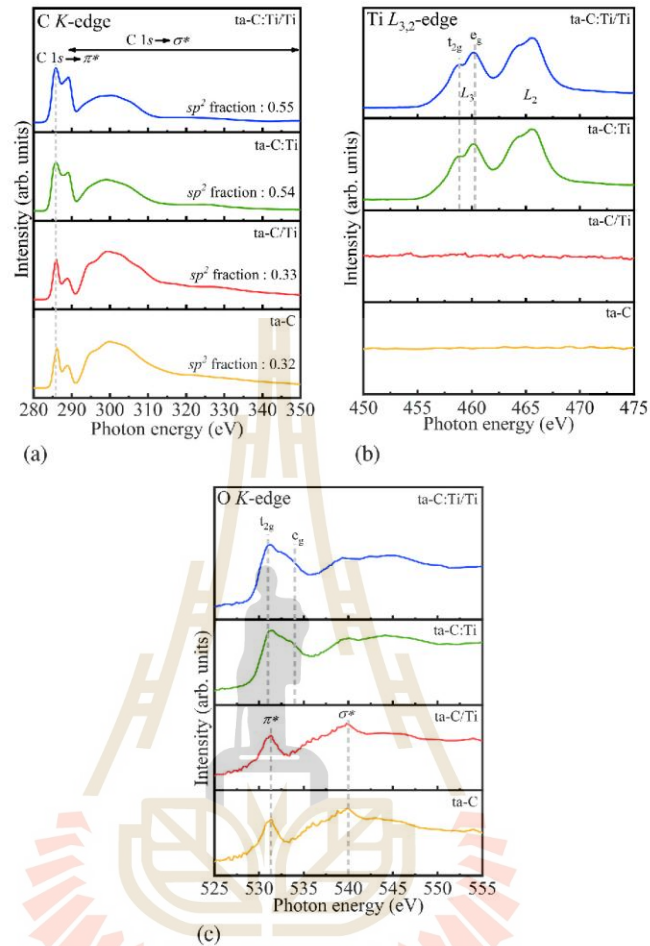 C K-edge
ta-C:Ti/Ti
C 1s→σ*
C 1s→π*
sp² fraction : 0.55
ta-C:Ti
sp² fraction : 0.54
ta-C/Ti
sp² fraction : 0.33
ta-C
sp² fraction : 0.32
Intensity (arb. units)
280 290 300 310 320 330 340 350
Photon energy (eV)
(a)
Ti L₃,₂-edge
ta-C:Ti/Ti
t₂g
eg
L₃
L₂
ta-C:Ti
ta-C/Ti
ta-C
Intensity (arb. units)
450 455 460 465 470 475
Photon energy (eV)
(b)
O K-edge
ta-C:Ti/Ti
t₂g
eg
ta-C:Ti
ta-C/Ti
π*
σ*
ta-C
Intensity (arb. units)
525 530 535 540 545 550 555
Photon energy (eV)
(c)